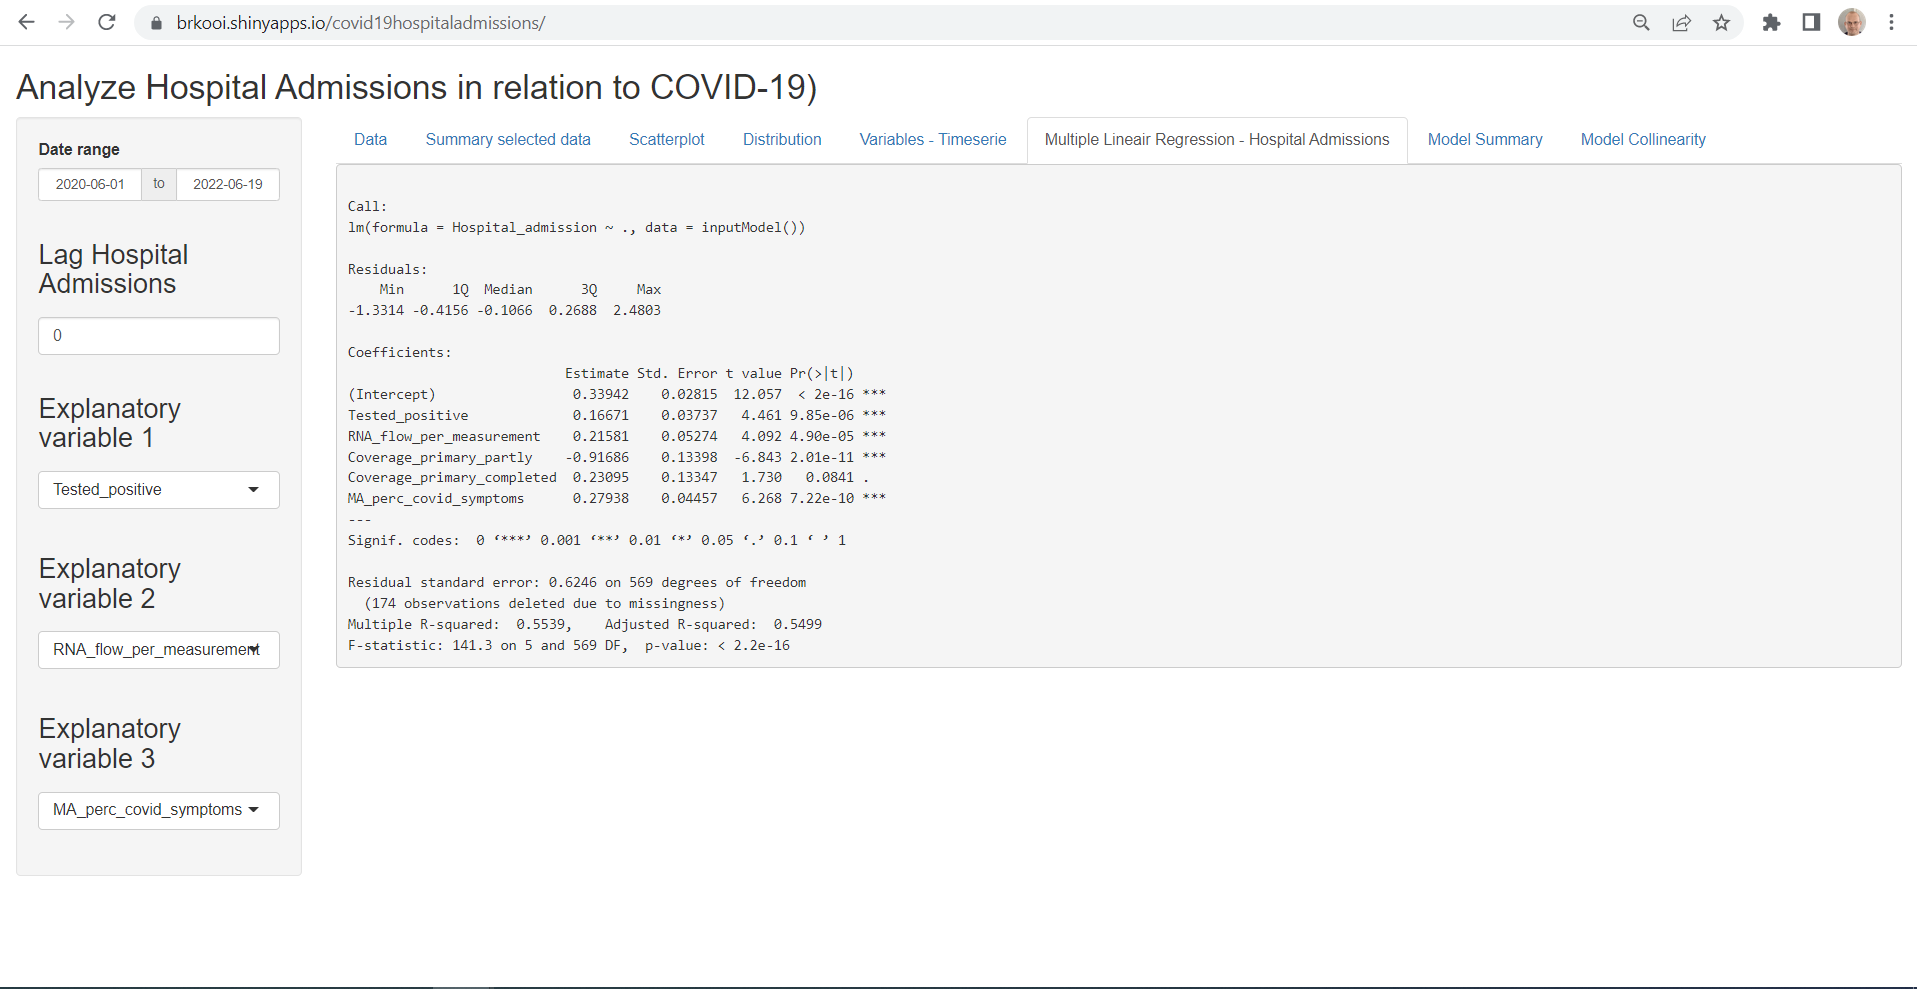 brkooi.shinyapps.io/covid19hospitaladmissions/
Analyze Hospital Admissions in relation to COVID-19)
Date range
2020-06-01 to 2022-06-19
Lag Hospital
Admissions
0
Explanatory
variable 1
Tested_positive
Explanatory
variable 2
RNA_flow_per_measurement
Explanatory
variable 3
MA_perc_covid_symptoms
Data Summary selected data Scatterplot Distribution Variables - Timeserie Multiple Lineair Regression - Hospital Admissions Model Summary Model Collinearity
Call:
lm(formula = Hospital_admission ~ ., data = inputModel())
Residuals:
Min 1Q Median 3Q Max
-1.3314 -0.4156 -0.1066 0.2688 2.4803
Coefficients:
Estimate Std. Error t value Pr(>|t|)
(Intercept) 0.33942 0.02815 12.057 < 2e-16 ***
Tested_positive 0.16671 0.03737 4.461 9.85e-06 ***
RNA_flow_per_measurement 0.21581 0.05274 4.092 4.90e-05 ***
Coverage_primary_partly -0.91686 0.13398 -6.843 2.01e-11 ***
Coverage_primary_completed 0.23095 0.13347 1.730 0.0841 .
MA_perc_covid_symptoms 0.27938 0.04457 6.268 7.22e-10 ***
---
Signif. codes: 0 ‘***’ 0.001 ‘**’ 0.01 ‘*’ 0.05 ‘.’ 0.1 ‘ ’ 1
Residual standard error: 0.6246 on 569 degrees of freedom
(174 observations deleted due to missingness)
Multiple R-squared: 0.5539, Adjusted R-squared: 0.5499
F-statistic: 141.3 on 5 and 569 DF, p-value: < 2.2e-16